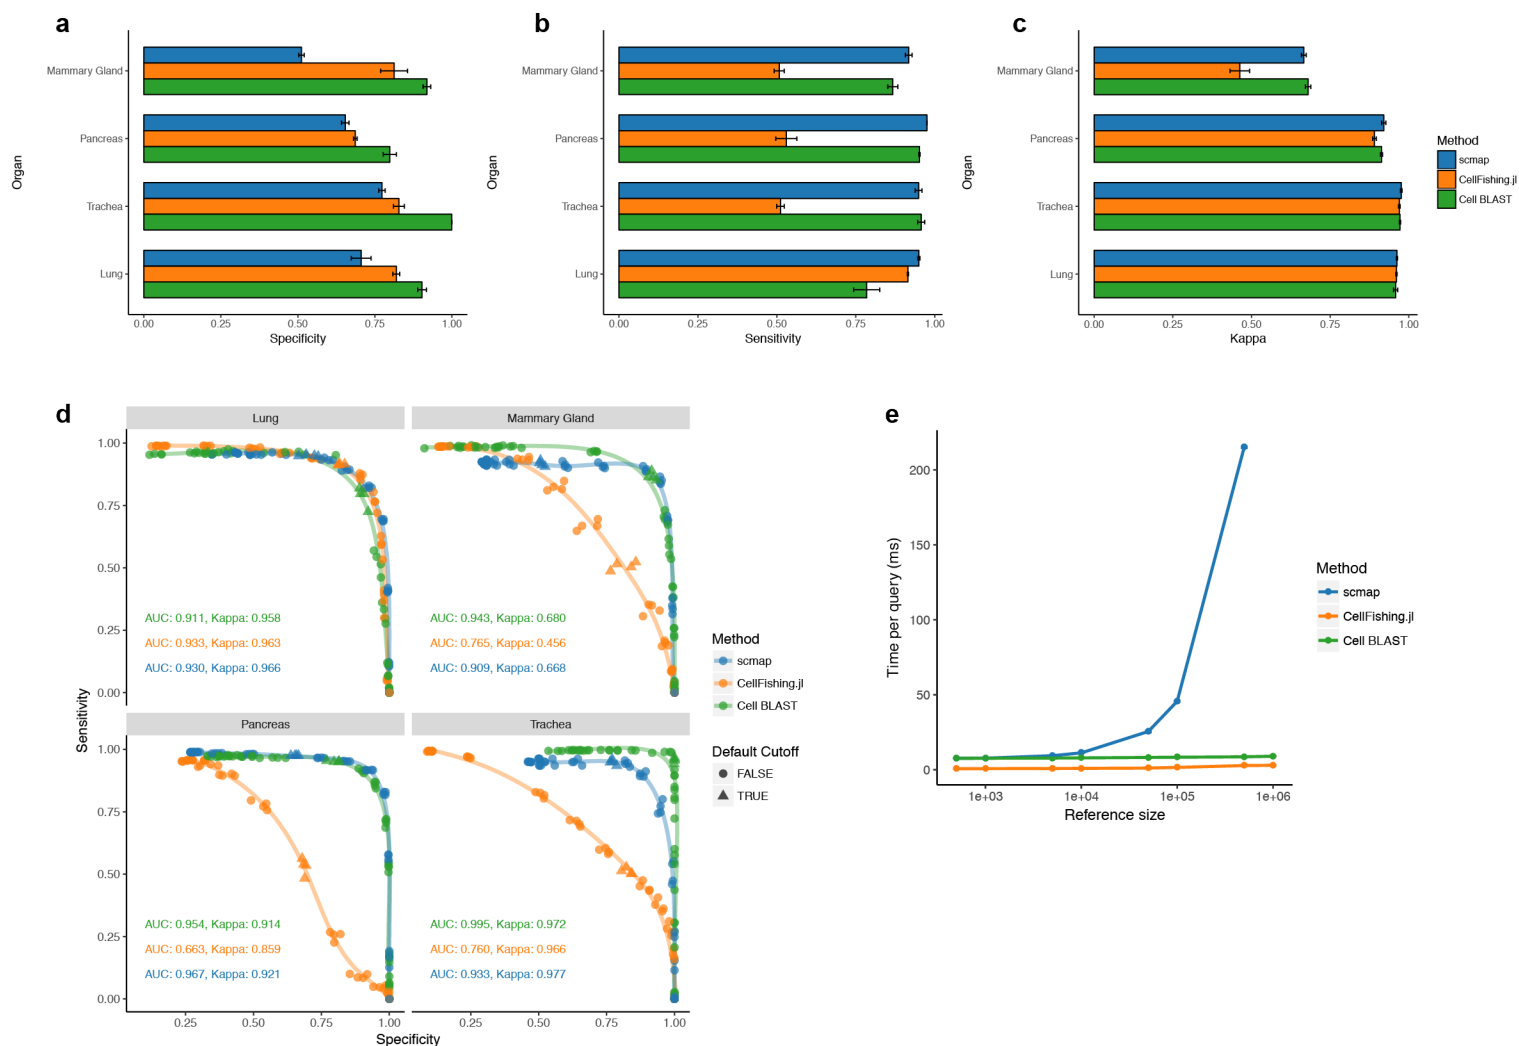 a
Organ
Mammary Gland
Pancreas
Trachea
Lung
0.00 0.25 0.50 0.75 1.00
Specificity
b
Organ
Mammary Gland
Pancreas
Trachea
Lung
0.00 0.25 0.50 0.75 1.00
Sensitivity
c
Organ
Mammary Gland
Pancreas
Trachea
Lung
0.00 0.25 0.50 0.75 1.00
Kappa
Method
scmap
CellFishing.jl
Cell BLAST
d
Sensitivity
Lung
1.00
0.75
0.50
0.25
0.00
AUC: 0.911, Kappa: 0.958
AUC: 0.933, Kappa: 0.963
AUC: 0.930, Kappa: 0.966
Mammary Gland
AUC: 0.943, Kappa: 0.680
AUC: 0.765, Kappa: 0.456
AUC: 0.909, Kappa: 0.668
Pancreas
1.00
0.75
0.50
0.25
0.00
AUC: 0.954, Kappa: 0.914
AUC: 0.663, Kappa: 0.859
AUC: 0.967, Kappa: 0.921
0.25 0.50 0.75 1.00
Trachea
AUC: 0.995, Kappa: 0.972
AUC: 0.760, Kappa: 0.966
AUC: 0.933, Kappa: 0.977
0.25 0.50 0.75 1.00
Specificity
Method
scmap
CellFishing.jl
Cell BLAST
Default Cutoff
FALSE
TRUE
e
Time per query (ms)
200
150
100
50
0
1e+03 1e+04 1e+05 1e+06
Reference size
Method
scmap
CellFishing.jl
Cell BLAST